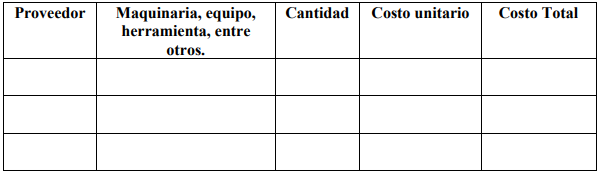 Proveedor
Maquinaria, equipo,
herramienta, entre
otros.
Cantidad
Costo unitario
Costo Total